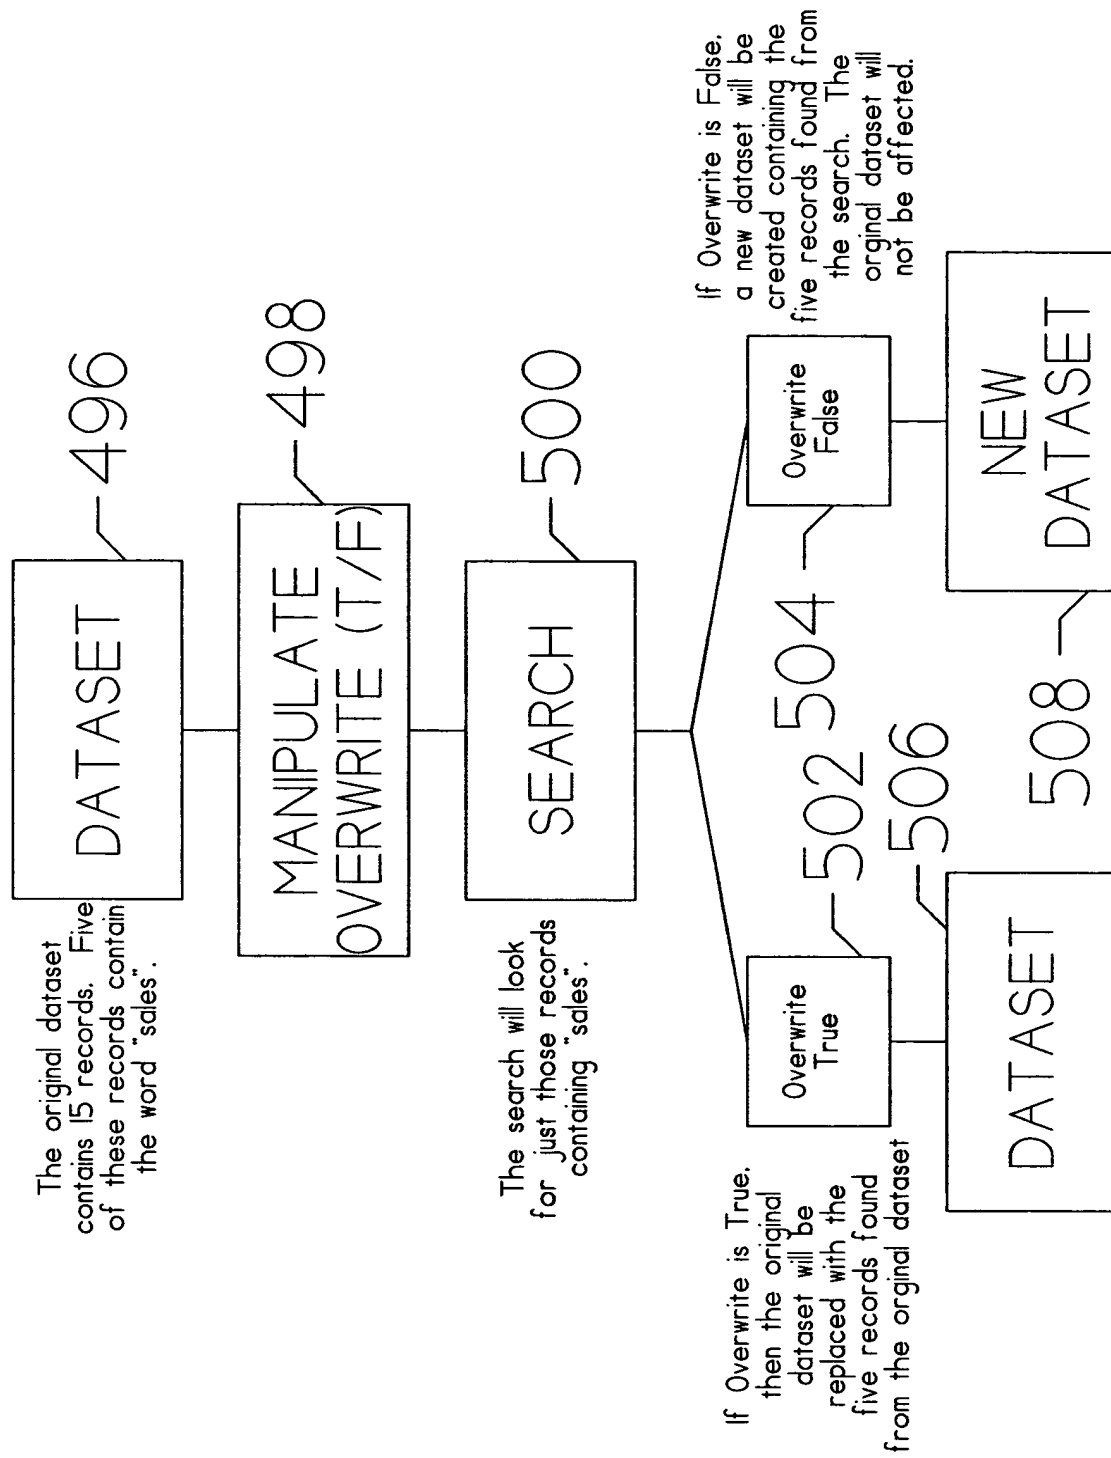 The original dataset
contains 15 records. Five
of these records contain
the word "sales".
DATASET
496
MANIPULATE
OVERWRITE (T/F)
498
The search will look
for just those records
containing "sales".
SEARCH
500
If Overwrite is True,
then the original
dataset will be
replaced with the
five records found
from the orginal dataset
Overwrite
True
502
504
Overwrite
False
If Overwrite is False,
a new dataset will be
created containing the
five records found from
the search. The
orginal dataset will
not be affected.
DATASET
506
508
NEW
DATASET